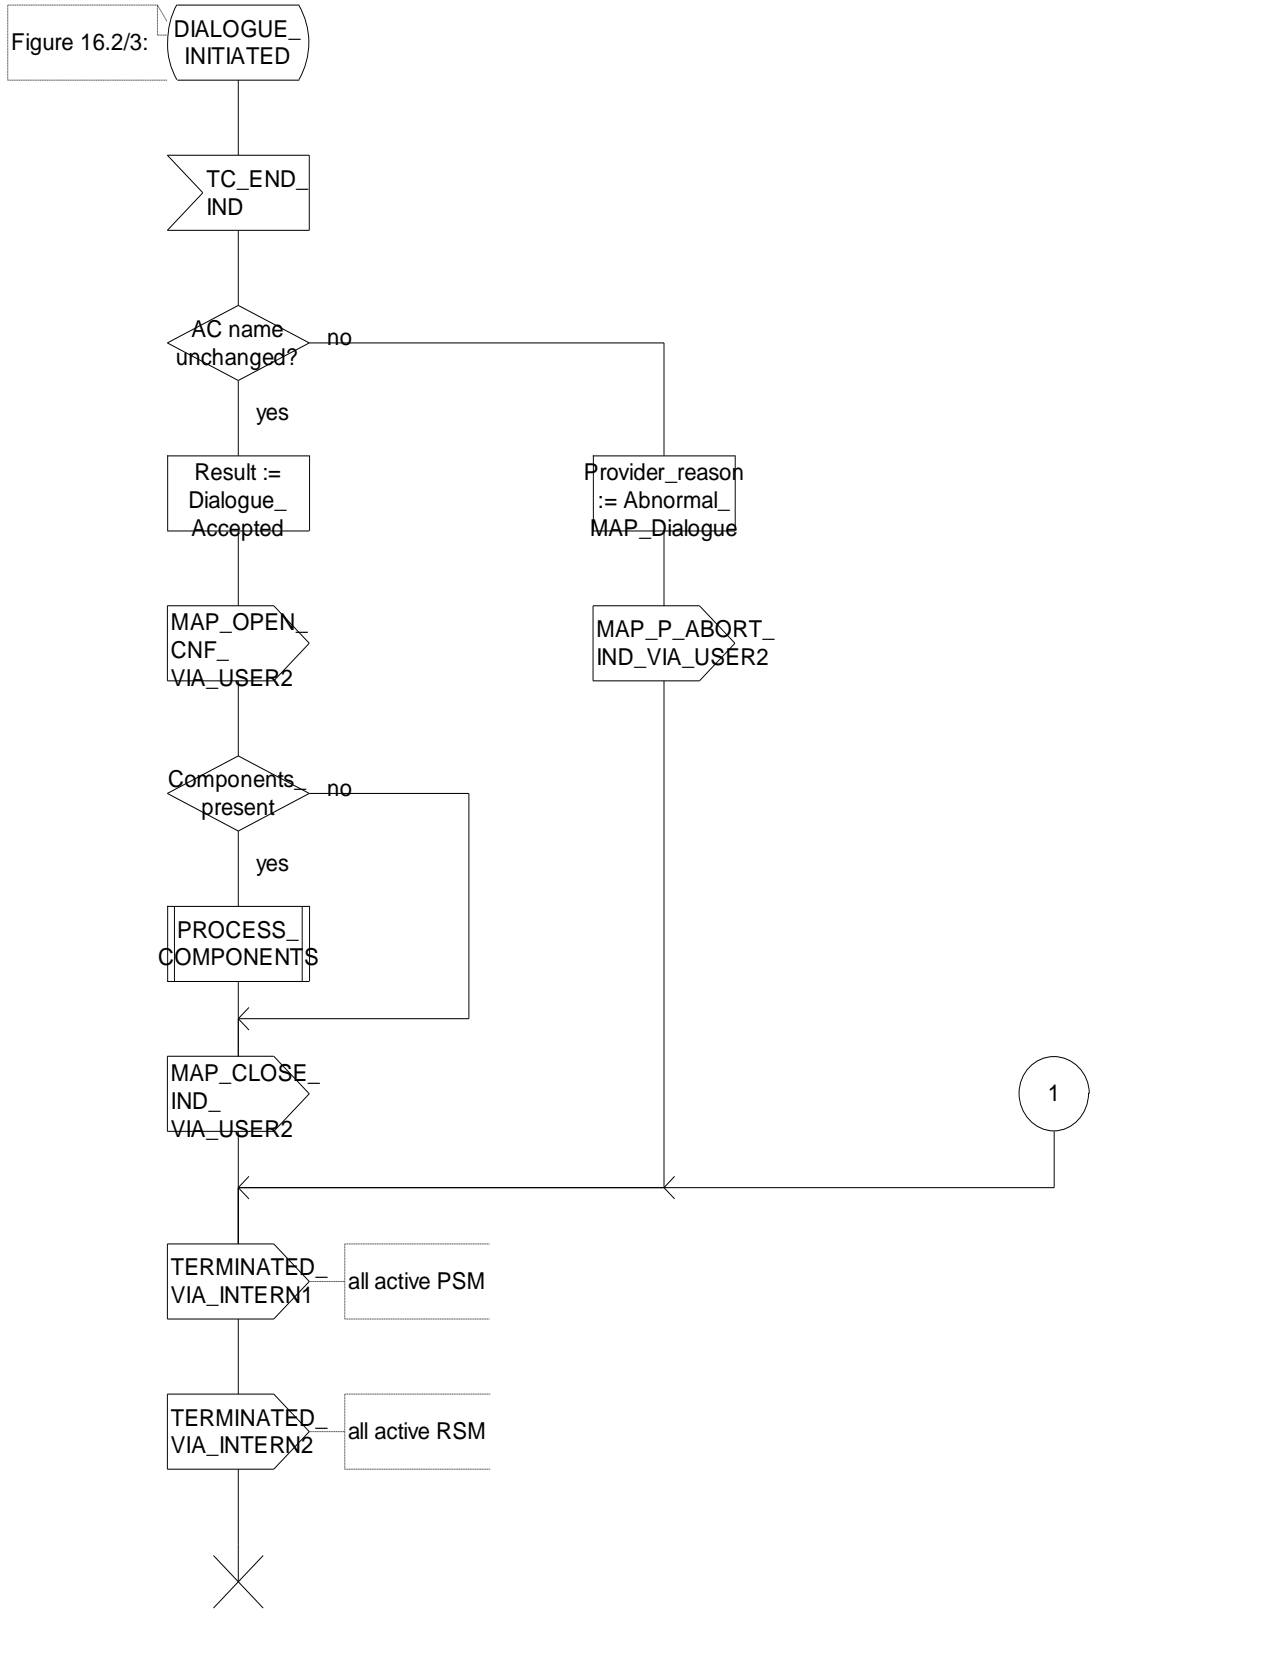 Figure 16.2/3:
DIALOGUE_
INITIATED
TC_END_
IND
AC name
unchanged?
no
yes
Result :=
Dialogue_
Accepted
Provider_reason
:= Abnormal_
MAP_Dialogue
MAP_OPEN_
CNF_
VIA_USER2
MAP_P_ABORT_
IND_VIA_USER2
Components_
present
no
yes
PROCESS_
COMPONENTS
MAP_CLOSE_
IND_
VIA_USER2
1
TERMINATED_
VIA_INTERN1
all active PSM
TERMINATED_
VIA_INTERN2
all active RSM